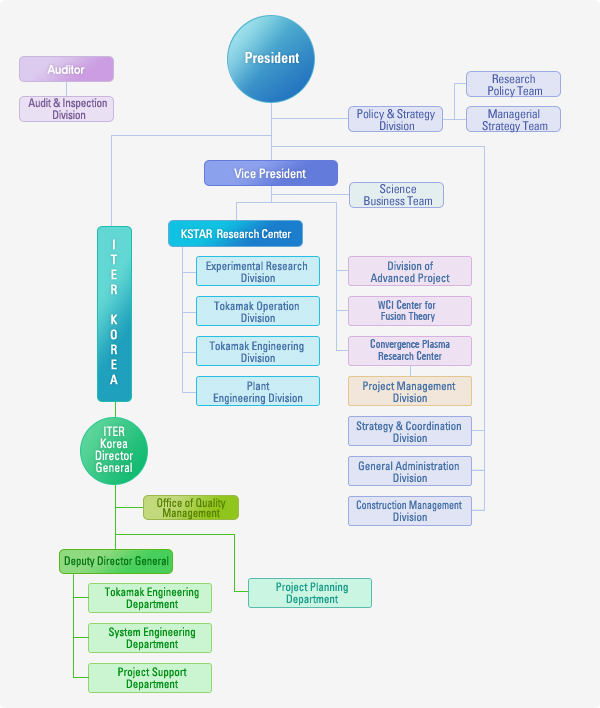 President
Auditor
Audit & Inspection
Division
Research
Policy Team
Policy & Strategy
Division
Managerial
Strategy Team
Vice President
Science
Business Team
ITER KOREA
KSTAR Research Center
Experimental Research
Division
Division of
Advanced Project
Tokamak Operation
Division
WCI Center for
Fusion Theory
Tokamak Engineering
Division
Convergence Plasma
Research Center
Plant
Engineering Division
Project Management
Division
Strategy & Coordination
Division
General Administration
Division
Construction Management
Division
ITER
Korea
Director
General
Office of Quality
Management
Deputy Director General
Tokamak Engineering
Department
Project Planning
Department
System Engineering
Department
Project Support
Department